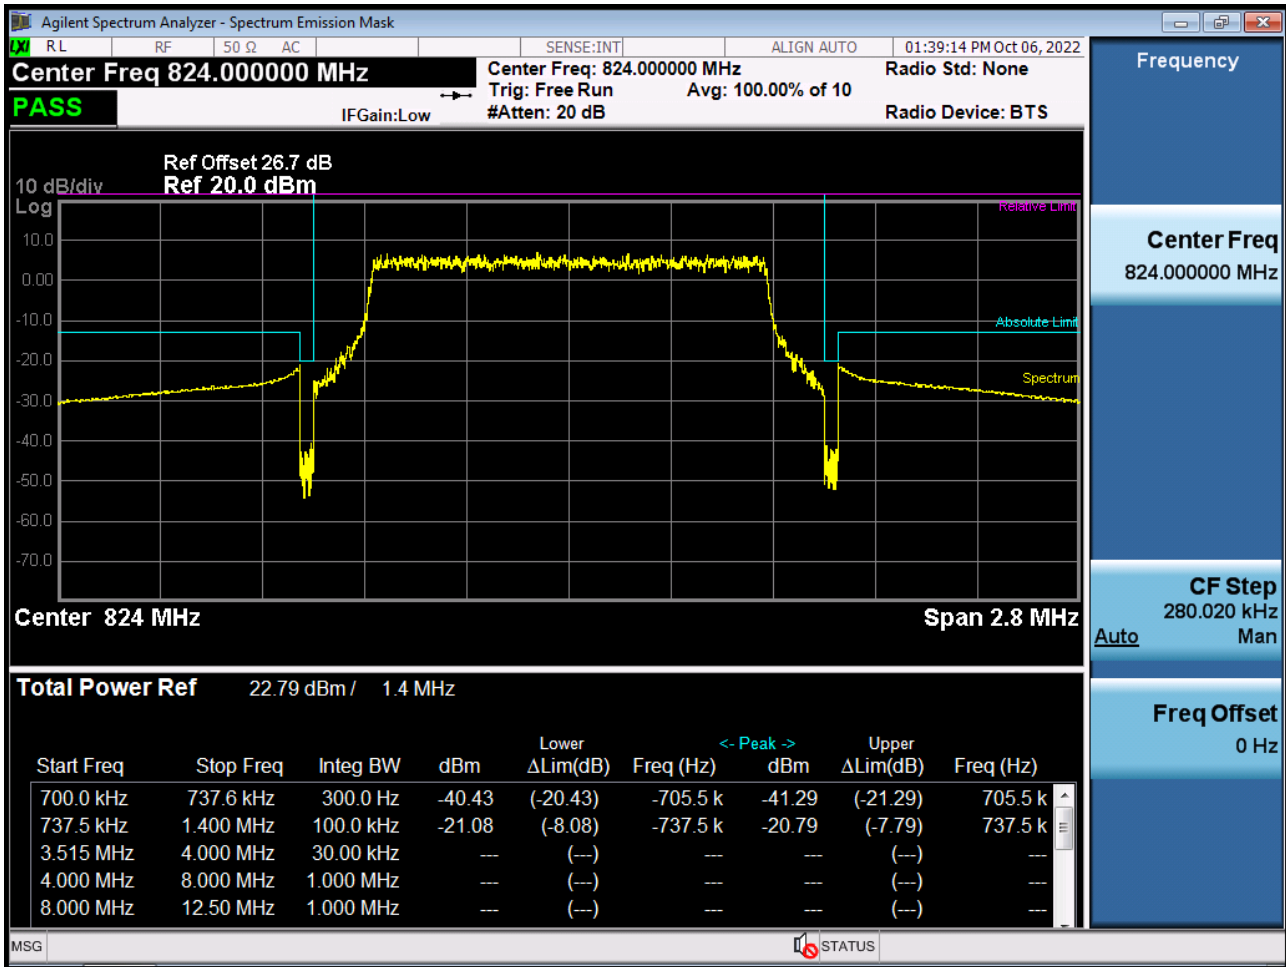 Agilent Spectrum Analyzer - Spectrum Emission Mask
LXI RL RF 50 Ω AC SENSE:INT ALIGN AUTO 01:39:14 PM Oct 06, 2022
Center Freq 824.000000 MHz
Center Freq: 824.000000 MHz Radio Std: None
Trig: Free Run Avg: 100.00% of 10
PASS
IFGain:Low #Atten: 20 dB Radio Device: BTS
Frequency
Ref Offset 26.7 dB
10 dB/div Ref 20.0 dBm
Log
Relative Limit
10.0
0.00
-10.0
Absolute Limit
-20.0
Spectrum
-30.0
-40.0
-50.0
-60.0
-70.0
Center 824 MHz Span 2.8 MHz
Center Freq
824.000000 MHz
CF Step
280.020 kHz
Auto Man
Freq Offset
0 Hz
Total Power Ref 22.79 dBm / 1.4 MHz
Lower <- Peak -> Upper
Start Freq Stop Freq Integ BW dBm ΔLim(dB) Freq (Hz) dBm ΔLim(dB) Freq (Hz)
700.0 kHz 737.6 kHz 300.0 Hz -40.43 (-20.43) -705.5 k -41.29 (-21.29) 705.5 k
737.5 kHz 1.400 MHz 100.0 kHz -21.08 (-8.08) -737.5 k -20.79 (-7.79) 737.5 k
3.515 MHz 4.000 MHz 30.00 kHz --- (---) --- --- (---) ---
4.000 MHz 8.000 MHz 1.000 MHz --- (---) --- --- (---) ---
8.000 MHz 12.50 MHz 1.000 MHz --- (---) --- --- (---) ---
MSG STATUS